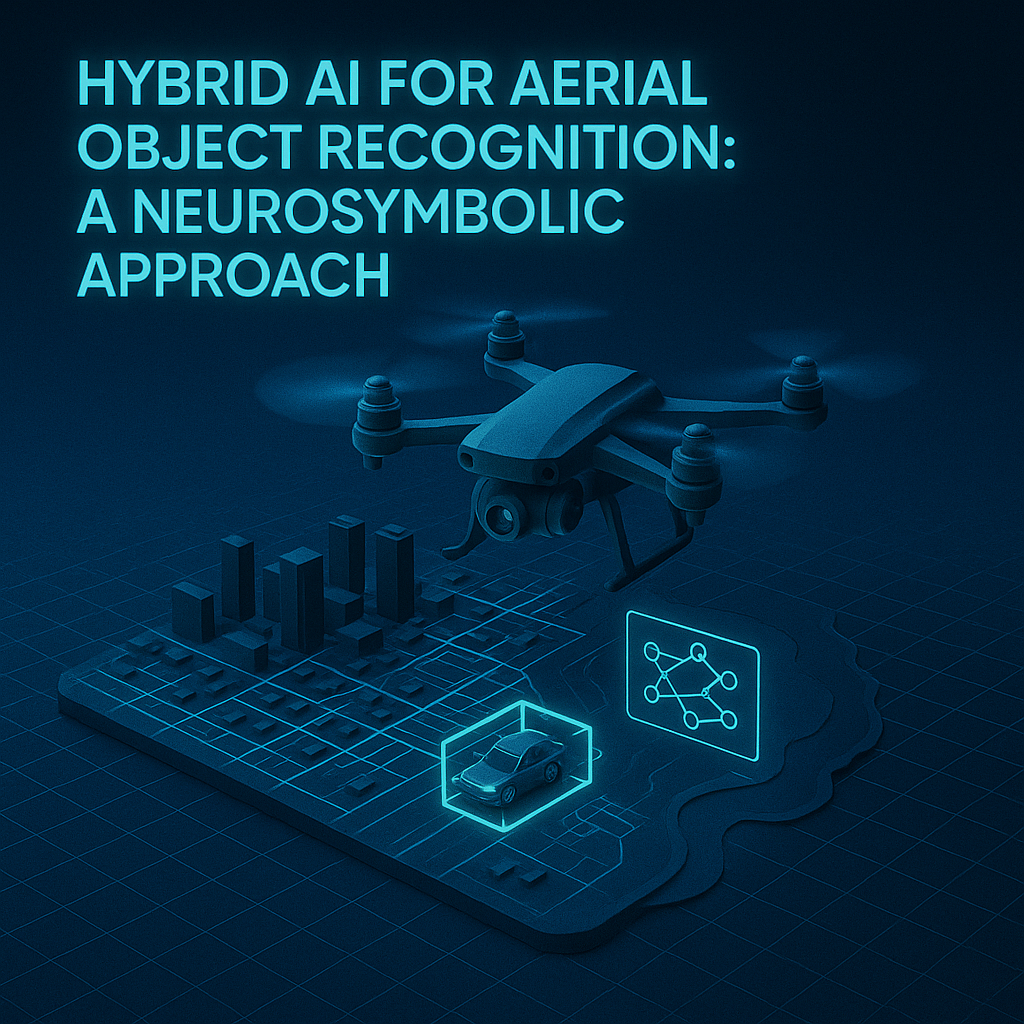 HYBRID AI FOR AERIAL
OBJECT RECOGNITION:
A NEUROSYMBOLIC
APPROACH